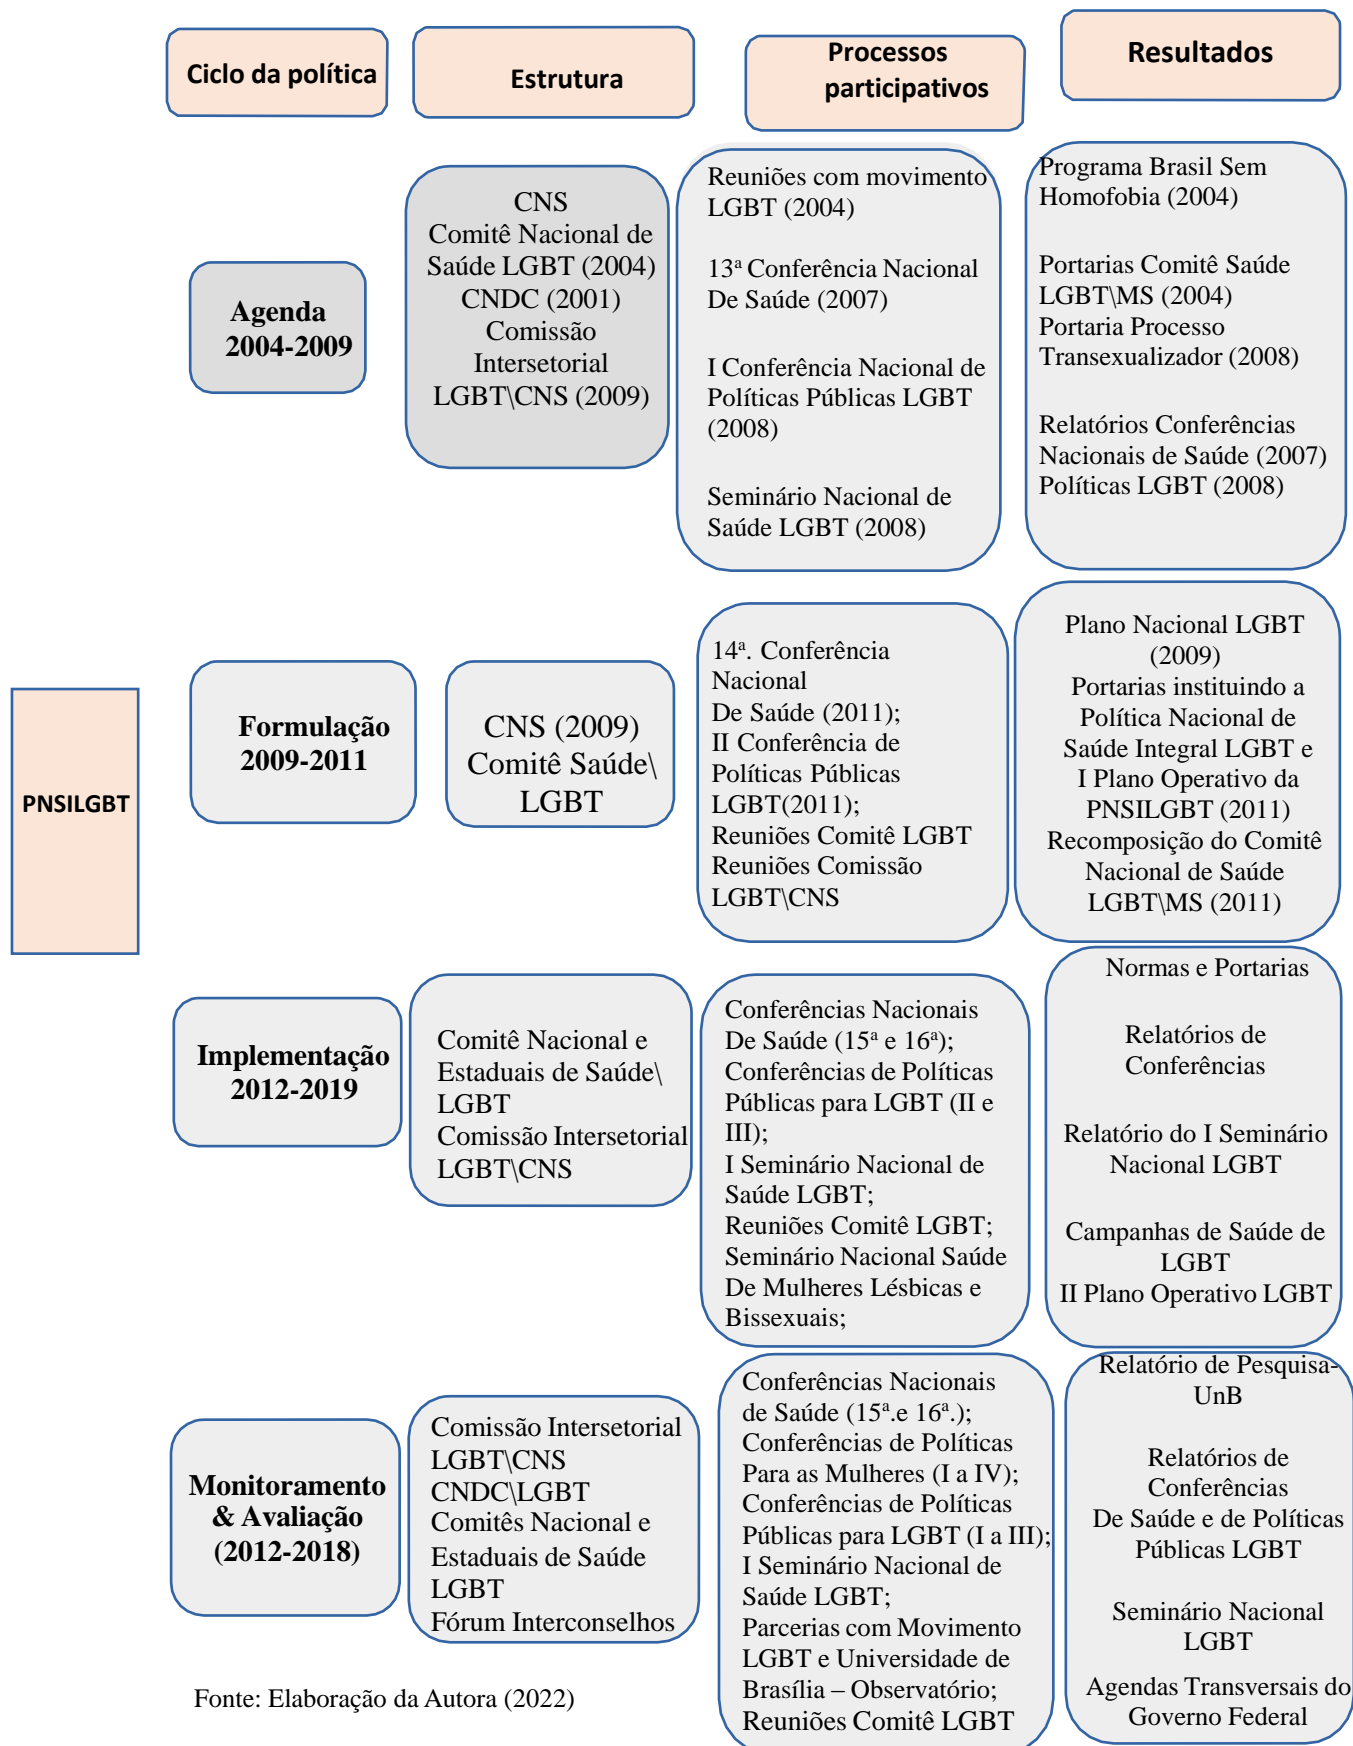 Ciclo da política
Estrutura
Processos
participativos
Resultados
PNSILGBT
Agenda
2004-2009
CNS
Comitê Nacional de
Saúde LGBT (2004)
CNDC (2001)
Comissão
Intersetorial
LGBT\CNS (2009)
Reuniões com movimento
LGBT (2004)
13ª Conferência Nacional
De Saúde (2007)
I Conferência Nacional de
Políticas Públicas LGBT
(2008)
Seminário Nacional de
Saúde LGBT (2008)
Programa Brasil Sem
Homofobia (2004)
Portarias Comitê Saúde
LGBT\MS (2004)
Portaria Processo
Transexualizador (2008)
Relatórios Conferências
Nacionais de Saúde (2007)
Políticas LGBT (2008)
Formulação
2009-2011
CNS (2009)
Comitê Saúde\
LGBT
14ª. Conferência
Nacional
De Saúde (2011);
II Conferência de
Políticas Públicas
LGBT(2011);
Reuniões Comitê LGBT
Reuniões Comissão
LGBT\CNS
Plano Nacional LGBT
(2009)
Portarias instituindo a
Política Nacional de
Saúde Integral LGBT e
I Plano Operativo da
PNSILGBT (2011)
Recomposição do Comitê
Nacional de Saúde
LGBT\MS (2011)
Implementação
2012-2019
Comitê Nacional e
Estaduais de Saúde\
LGBT
Comissão Intersetorial
LGBT\CNS
Conferências Nacionais
De Saúde (15ª e 16ª);
Conferências de Políticas
Públicas para LGBT (II e
III);
I Seminário Nacional de
Saúde LGBT;
Reuniões Comitê LGBT;
Seminário Nacional Saúde
De Mulheres Lésbicas e
Bissexuais;
Normas e Portarias
Relatórios de
Conferências
Relatório do I Seminário
Nacional LGBT
Campanhas de Saúde de
LGBT
II Plano Operativo LGBT
Monitoramento
& Avaliação
(2012-2018)
Comissão Intersetorial
LGBT\CNS
CNDC\LGBT
Comitês Nacional e
Estaduais de Saúde
LGBT
Fórum Interconselhos
Conferências Nacionais
de Saúde (15ª.e 16ª.);
Conferências de Políticas
Para as Mulheres (I a IV);
Conferências de Políticas
Públicas para LGBT (I a III);
I Seminário Nacional de
Saúde LGBT;
Parcerias com Movimento
LGBT e Universidade de
Brasília – Observatório;
Reuniões Comitê LGBT
Relatório de Pesquisa-
UnB
Relatórios de
Conferências
De Saúde e de Políticas
Públicas LGBT
Seminário Nacional
LGBT
Agendas Transversais do
Governo Federal
Fonte: Elaboração da Autora (2022)